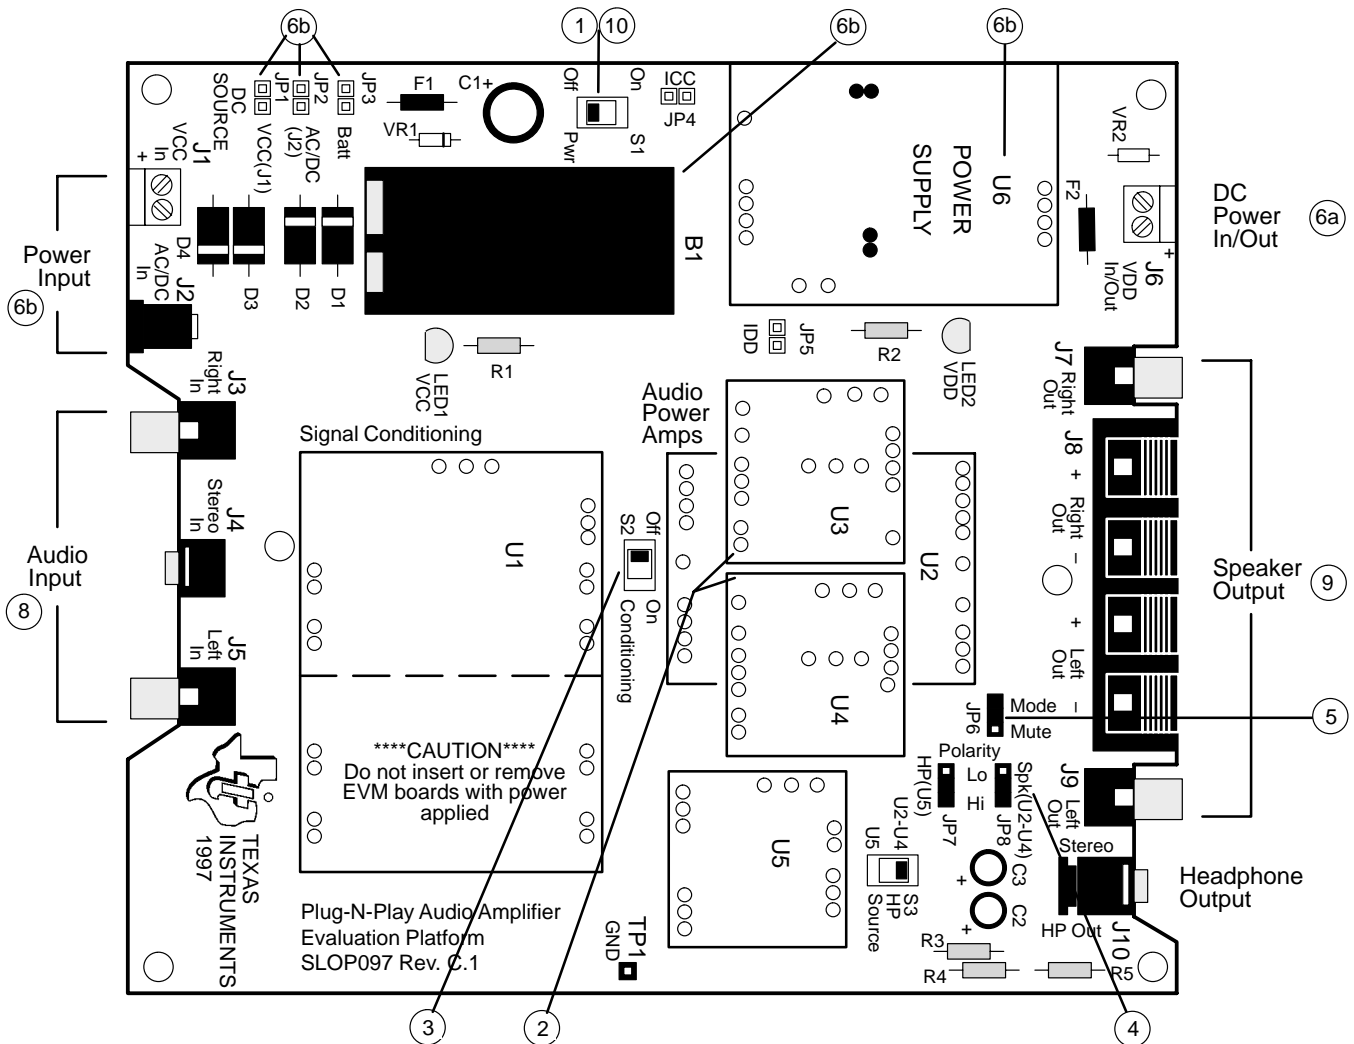 6b
1
10
6b
6b
DC
SOURCE
JP1
VCC(J1)
JP2
AC/DC
(J2)
JP3
Batt
F1
VR1
C1+
Off
On
Pwr
S1
ICC
JP4
U6
POWER
SUPPLY
VR2
F2
J1
VCC
In
+
J6
VDD
In/Out
+
DC
Power
In/Out
6a
Power
Input
6b
D4
AC/DC
In
J2
D3
D2
D1
B1
LED1
VCC
R1
IDD
JP5
R2
LED2
VDD
J3
Right
In
J7
Right
Out
Signal Conditioning
Audio
Power
Amps
Stereo
In
J4
U1
S2
Off
On
Conditioning
U3
U2
U4
J8
+
Right
Out
–
+
Left
Out
–
Audio
Input
8
Speaker
Output
9
J5
Left
In
JP6
Mode
Mute
5
****CAUTION****
Do not insert or remove
EVM boards with power
applied
Polarity
HP(U5)
Lo
Hi
JP7
Spk(U2-U4)
JP8
J9
Left
Out
TEXAS
INSTRUMENTS
1997
U5
U5
U2-U4
S3
HP
Source
C3
+
C2
+
Stereo
HP Out
J10
Headphone
Output
Plug-N-Play Audio Amplifier
Evaluation Platform
SLOP097 Rev. C.1
TP1
GND
R3
R4
R5
3
2
4